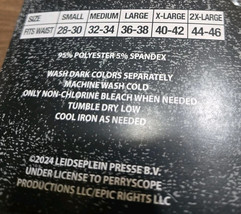 SIZE SMALL MEDIUM LARGE X-LARGE 2X-LARGE
FITS WAIST 28-30 32-34 36-38 40-42 44-46
95% POLYESTER 5% SPANDEX
WASH DARK COLORS SEPARATELY
MACHINE WASH COLD
ONLY NON-CHLORINE BLEACH WHEN NEEDED
TUMBLE DRY, LOW
COOL IRON AS NEEDED
©2024 LEIDSEPLEIN PRESSE B.V.
UNDER LICENSE TO PERRYSCOPE
PRODUCTIONS LLC/EPIC RIGHTS LLC